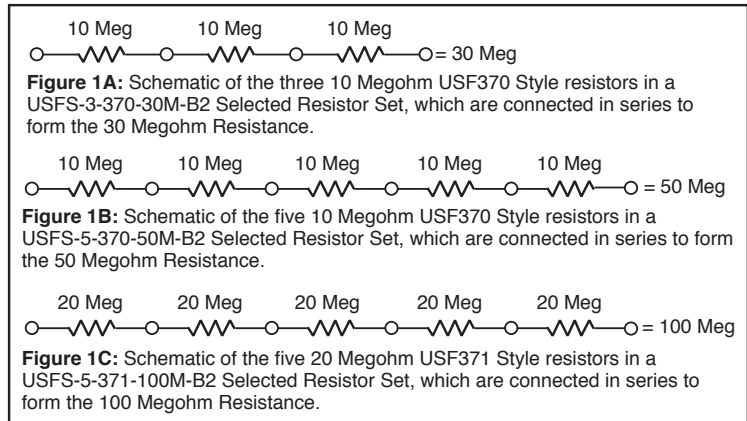 10 Meg 10 Meg 10 Meg
= 30 Meg
Figure 1A: Schematic of the three 10 Megohm USF370 Style resistors in a
USFS-3-370-30M-B2 Selected Resistor Set, which are connected in series to
form the 30 Megohm Resistance.
10 Meg 10 Meg 10 Meg 10 Meg 10 Meg
= 50 Meg
Figure 1B: Schematic of the five 10 Megohm USF370 Style resistors in a
USFS-5-370-50M-B2 Selected Resistor Set, which are connected in series to form
the 50 Megohm Resistance.
20 Meg 20 Meg 20 Meg 20 Meg 20 Meg
= 100 Meg
Figure 1C: Schematic of the five 20 Megohm USF371 Style resistors in a
USFS-5-371-100M-B2 Selected Resistor Set, which are connected in series to
form the 100 Megohm Resistance.